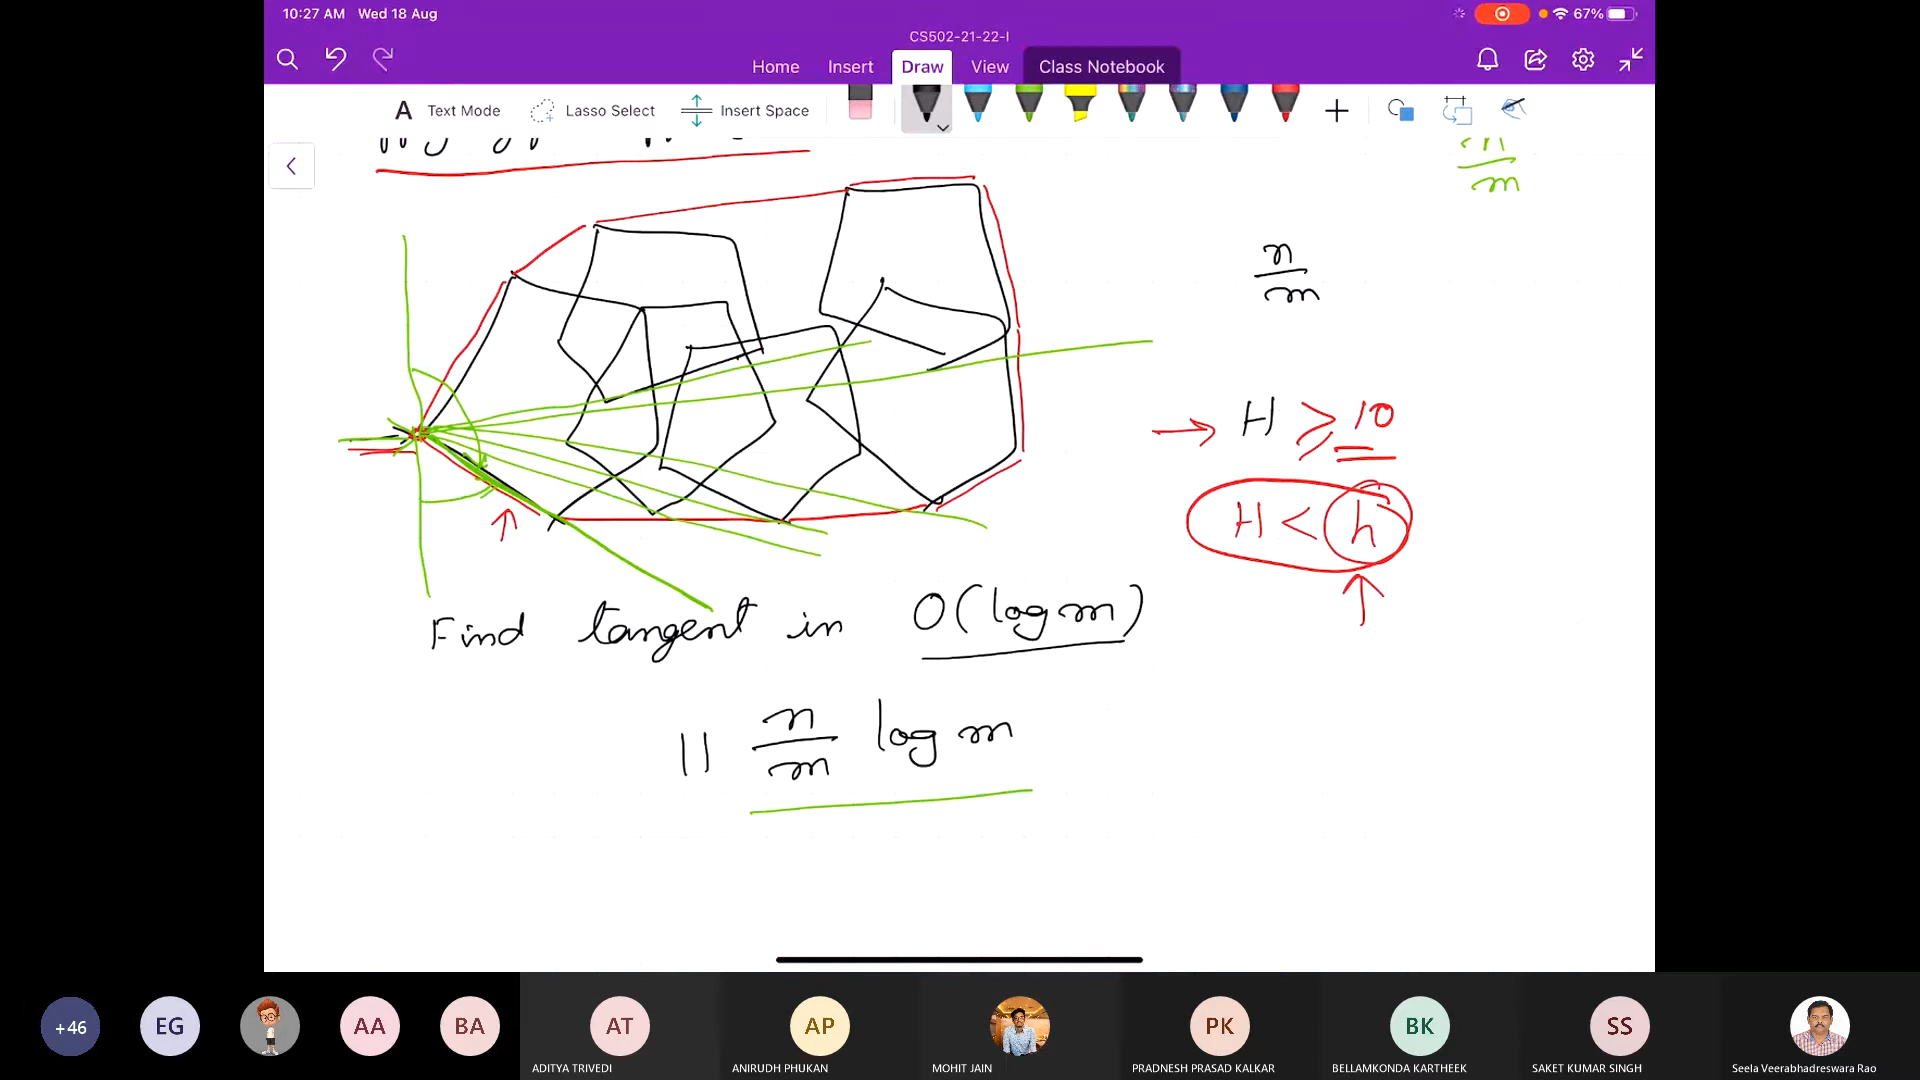 10:27 AM Wed 18 Aug
67%
CS502-21-22-I
Home Insert Draw View Class Notebook
A Text Mode Lasso Select Insert Space
n
m
n
m
→ H ≥ 10
H < h
Find tangent in O(log m)
11 n/m log m
+46 EG AA BA AT AP PK BK SS
ADITYA TRIVEDI ANIRUDH PHUKAN MOHIT JAIN PRADNESH PRASAD KALKAR BELLAMKONDA KARTHEEK SAKET KUMAR SINGH Seela Veerabhadreswara Rao